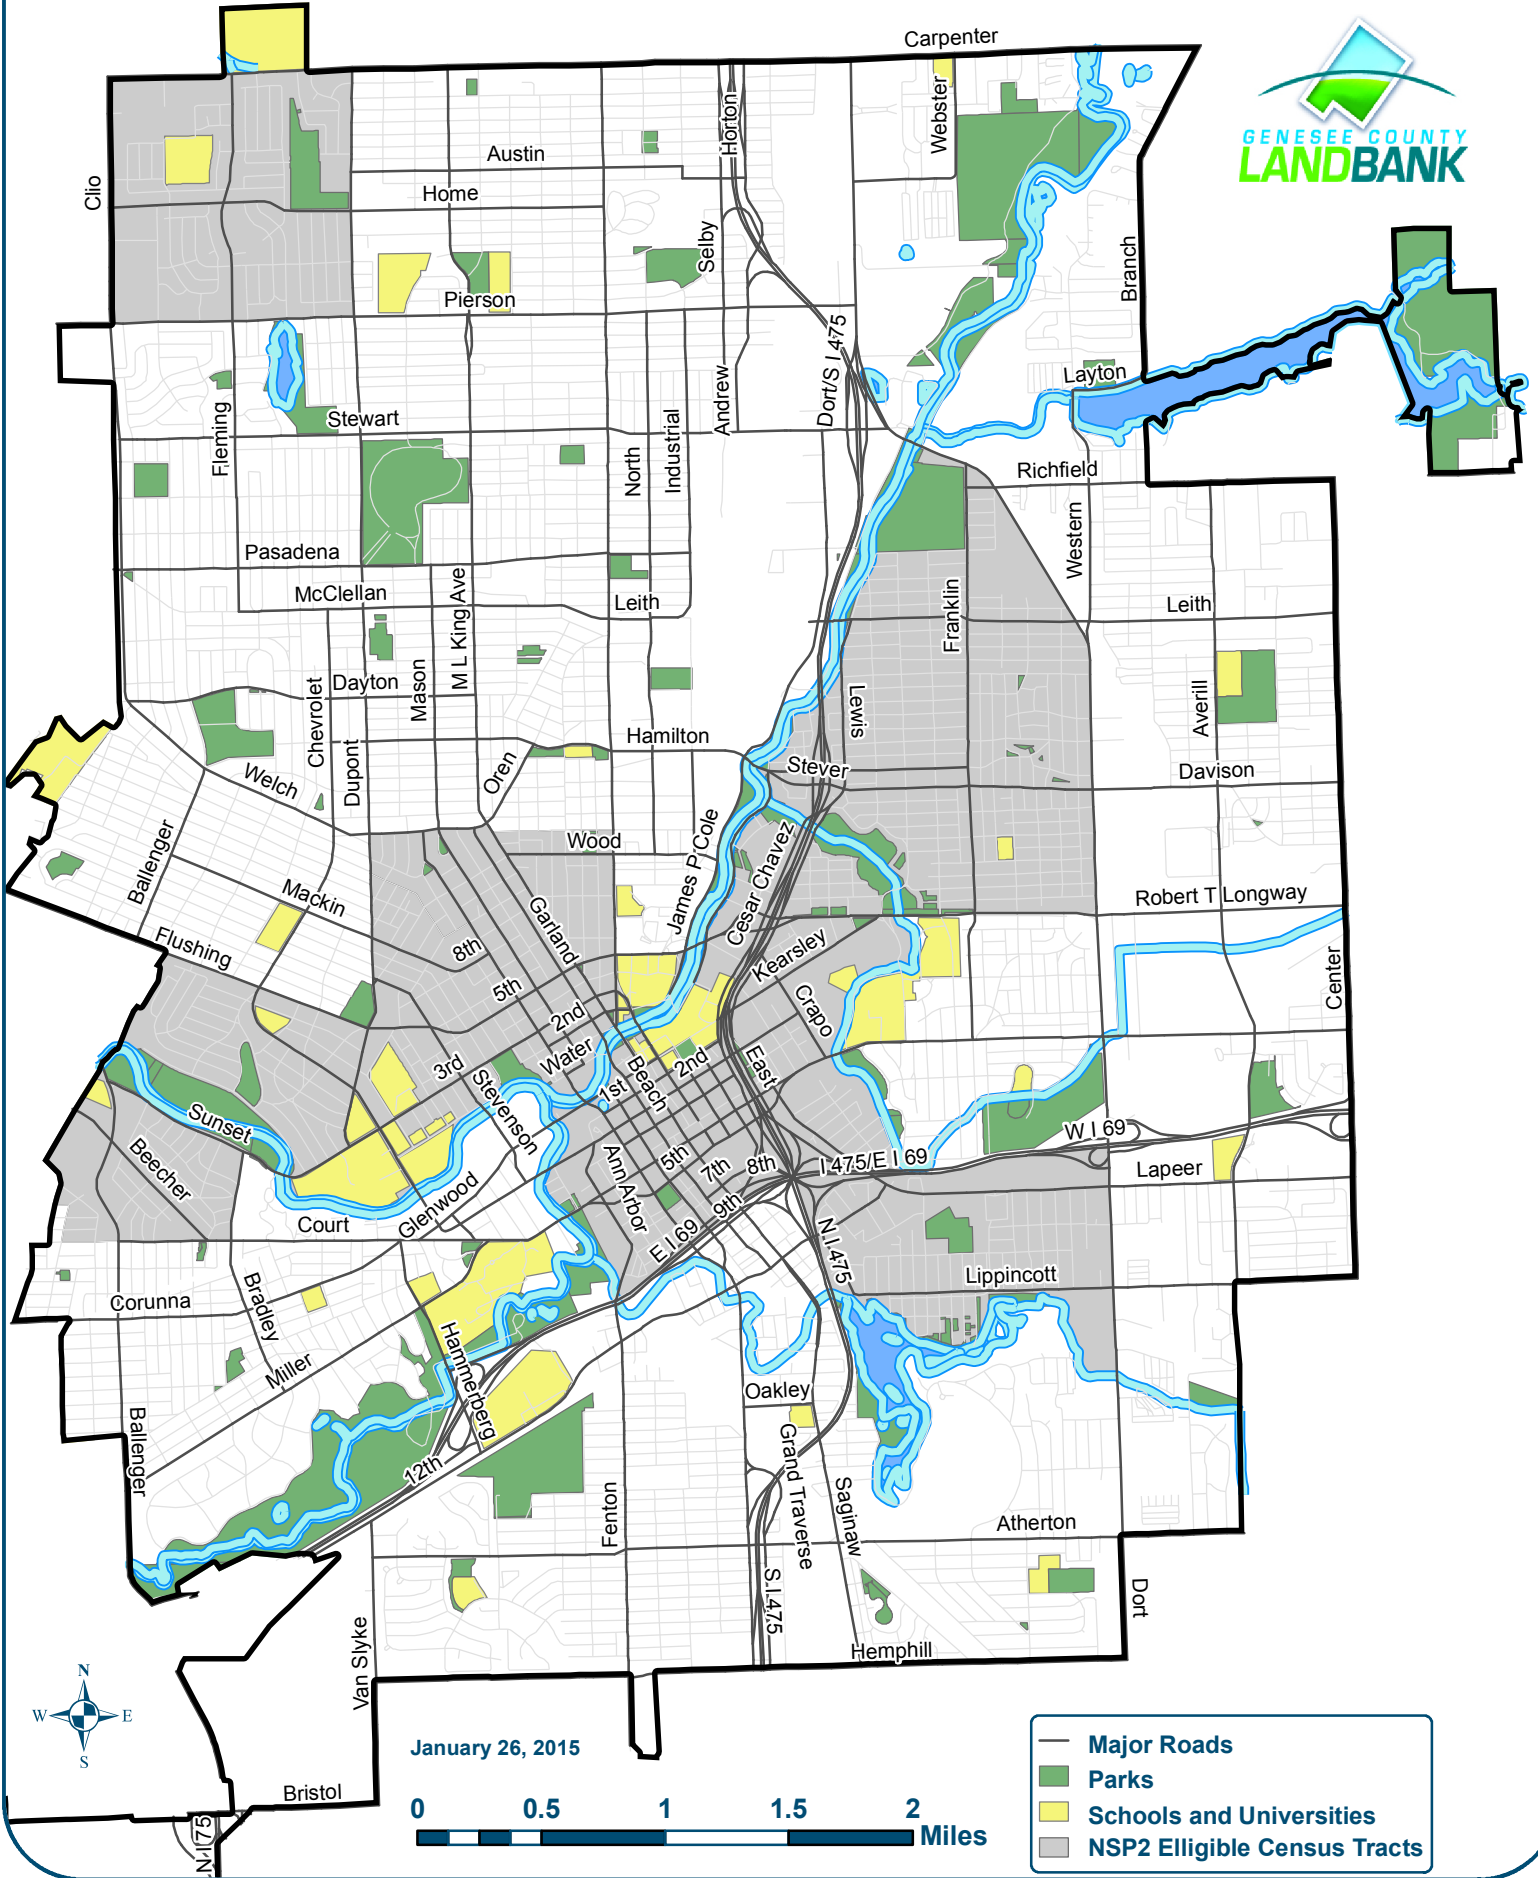 Carpenter
GENESEE COUNTY
LANDBANK
Webster
Horton
Austin
Home
Clio
Selby
Branch
Pierson
Dort/S I 475
Layton
Andrew
Fleming
Stewart
Industrial
North
Richfield
Western
Pasadena
McClellan
M L King Ave
Leith
Franklin
Leith
Dayton
Mason
Chevrolet
Lewis
Averill
Hamilton
Dupont
Oren
Welch
Stever
Davison
Ballenger
Wood
James P Cole
Cesar Chavez
Mackin
Garland
Robert T Longway
Flushing
8th
Kearsley
5th
Crapo
Center
2nd
Water
3rd
Beach
2nd
East
Stevenson
1st
Sunset
W I 69
Beecher
Ann Arbor
5th
7th
8th
I 475/E I 69
Lapeer
Glenwood
9th
Court
E I 69
N I 475
Lippincott
Corunna
Bradley
Miller
Hammerberg
Oakley
Ballenger
12th
Grand Traverse
Saginaw
Fenton
Atherton
S I 475
Dort
Hemphill
Van Slyke
N
W
E
S
Bristol
N I 75
January 26, 2015
0 0.5 1 1.5 2
Miles
Major Roads
Parks
Schools and Universities
NSP2 Elligible Census Tracts